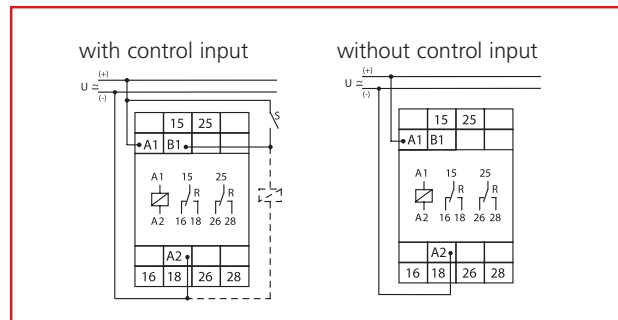 with control input
without control input
(+)
U ≂
(-)
S
15 25
A1 B1
A1 15 25
R R
A2 16 18 26 28
A2
16 18 26 28
(+)
U ≂
(-)
15 25
A1 B1
A1 15 25
R R
A2 16 18 26 28
A2
16 18 26 28